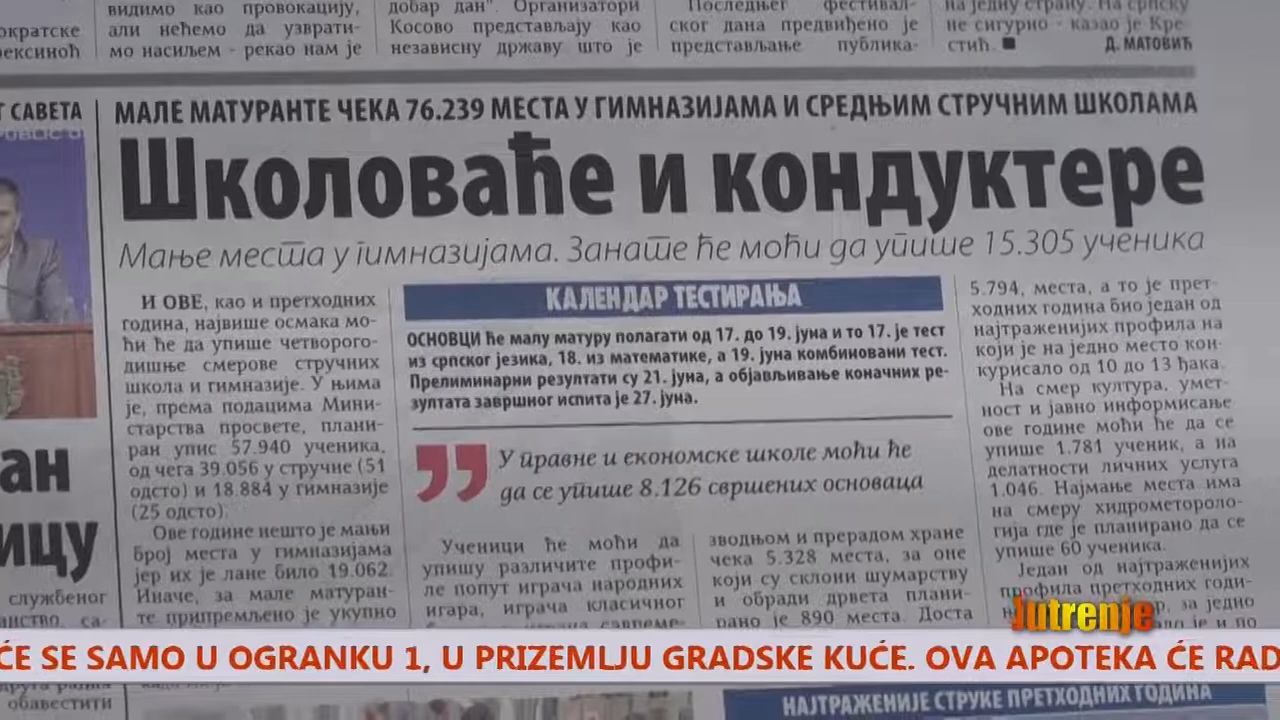 видимо као провокацију,
али нећемо да узврати-
мо насиљем - рекао нам је
добар дан". Организатори
Косово представљају као
независну државу што је
Последњег фестивал-
ског дана предвиђено је
представљање публика-
на једну страну. На српску
не сигурно - казао је Кре-
стић. ■
Д. МАТОВИЋ
САВЕТА
МАЛЕ МАТУРАНТЕ ЧЕКА 76.239 МЕСТА У ГИМНАЗИЈАМА И СРЕДЊИМ СТРУЧНИМ ШКОЛАМА
Школоваће и кондуктере
Мање места у гимназијама. Занате ће моћи да упише 15.305 ученика
И ОВЕ, као и претходних
година, највише осмака мо-
ћи ће да упише четворого-
дишње смерове стручних
школа и гимназије. У њима
је, према подацима Мини-
старства просвете, плани-
ран упис 57.940 ученика,
од чега 39.056 у стручне (51
одсто) и 18.884 у гимназије
(25 одсто).
Ове године нешто је мањи
број места у гимназијама
јер их је лане било 19.062.
Иначе, за мале матуран-
те припремљено је укупно
КАЛЕНДАР ТЕСТИРАЊА
ОСНОВЦИ ће малу матуру полагати од 17. до 19. јуна и то 17. је тест
из српског језика, 18. из математике, а 19. јуна комбиновани тест.
Прелиминарни резултати су 21. јуна, а објављивање коначних ре-
зултата завршног испита је 27. јуна.
У правне и економске школе моћи ће
да се упише 8.126 свршених основаца
Ученици ће моћи да
упишу различите профи-
ле попут играча народних
игара, играча класичног
зводњом и прерадом хране
чека 5.328 места, за оне
који су склони шумарству
и обради дрвета плани-
рано је 890 места. Доста
5.794, места, а то је прет-
ходних година био један од
најтраженијих профила на
који је на једно место кон-
курисало од 10 до 13 ђака.
На смер култура, умет-
ност и јавно информисање
ове године моћи ће да се
упише 1.781 ученик, а на
делатности личних услуга
1.046. Најмање места има
на смеру хидрометороло-
гија где је планирано да се
упише 60 ученика.
Један од најтраженијих
профила претходних годи-
за једно
службеног
обавестити
Jutrenje
ĆE SE SAMO U OGRANKU 1, U PRIZEMLJU GRADSKE KUĆE. OVA APOTEKA ĆE RAD
НАЈТРАЖЕНИЈЕ СТРУКЕ ПРЕТХОДНИХ ГОДИНА